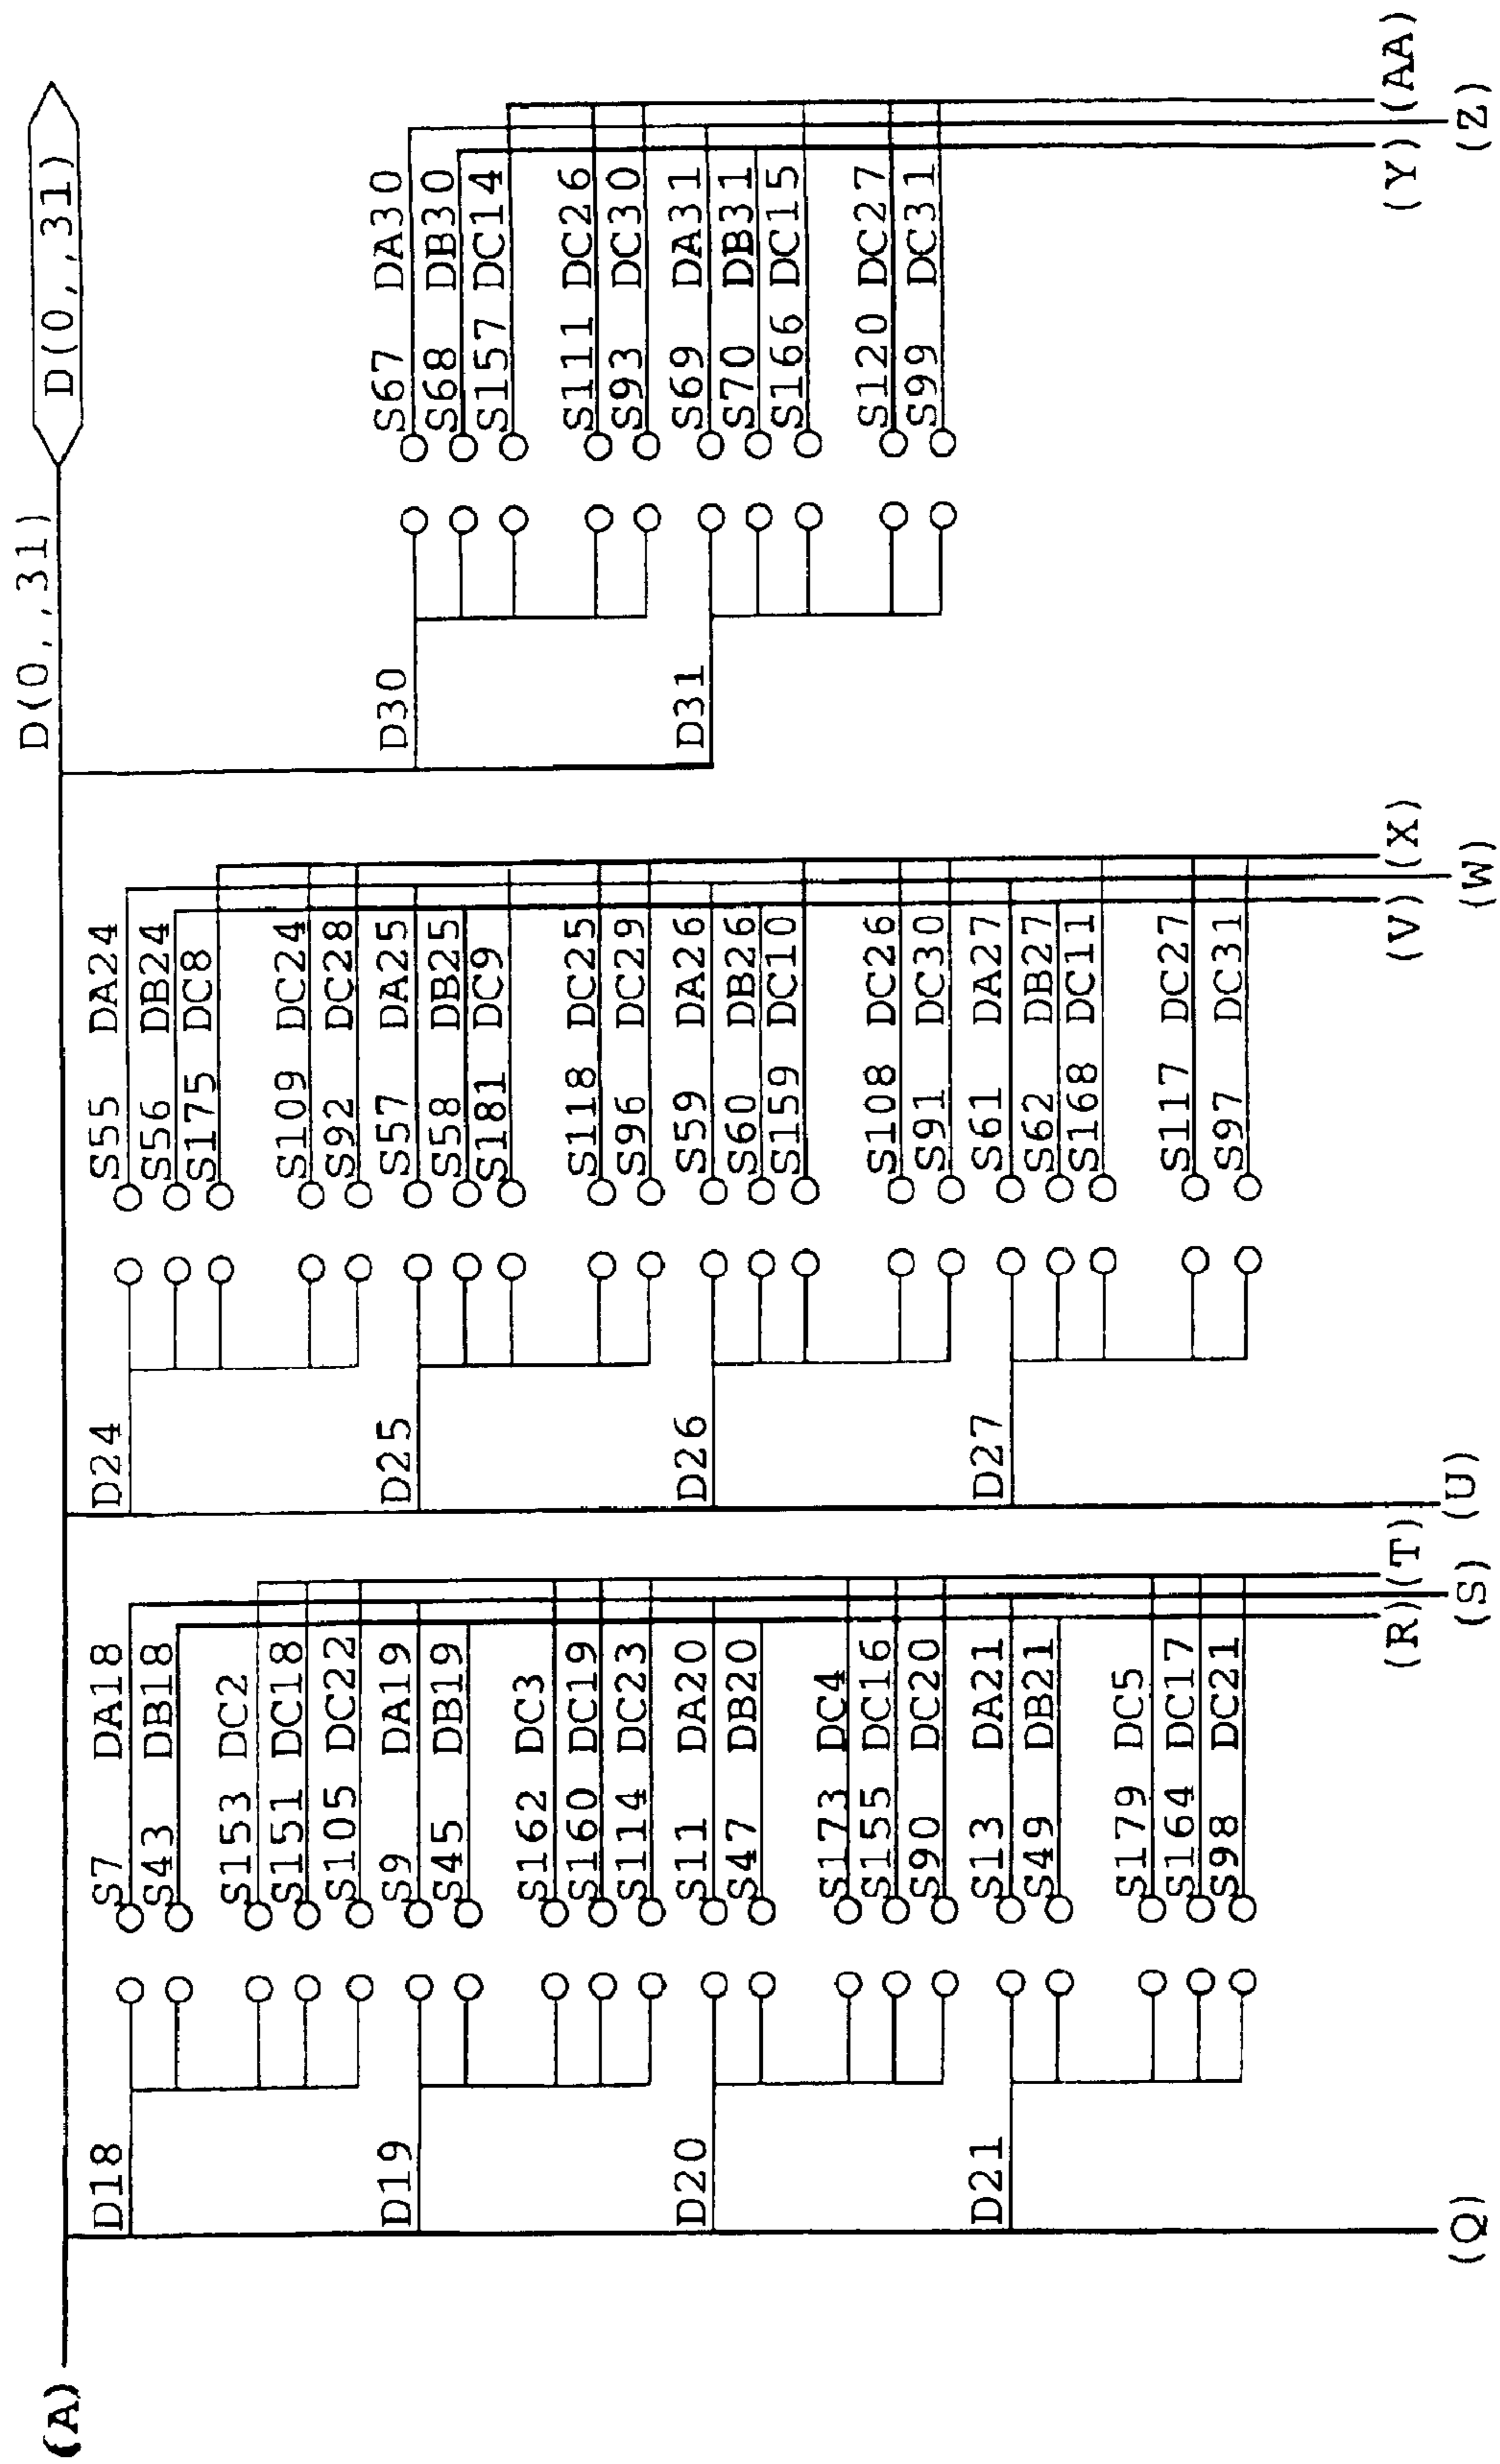 (A)
D(0,,31)
D(0,,31)
D18
S7 DA18
S43 DB18
S153 DC2
S151 DC18
S105 DC22
D19
S9 DA19
S45 DB19
S162 DC3
S160 DC19
S114 DC23
D20
S11 DA20
S47 DB20
S173 DC4
S155 DC16
S90 DC20
D21
S13 DA21
S49 DB21
S179 DC5
S164 DC17
S98 DC21
(Q)
(R)
(S)
(T)
D24
S55 DA24
S56 DB24
S175 DC8
S109 DC24
S92 DC28
D25
S57 DA25
S58 DB25
S181 DC9
S118 DC25
S96 DC29
D26
S59 DA26
S60 DB26
S159 DC10
S108 DC26
S91 DC30
D27
S61 DA27
S62 DB27
S168 DC11
S117 DC27
S97 DC31
(U)
(V)
(W)
(X)
D30
S67 DA30
S68 DB30
S157 DC14
S111 DC26
S93 DC30
D31
S69 DA31
S70 DB31
S166 DC15
S120 DC27
S99 DC31
(Y)
(Z)
(AA)